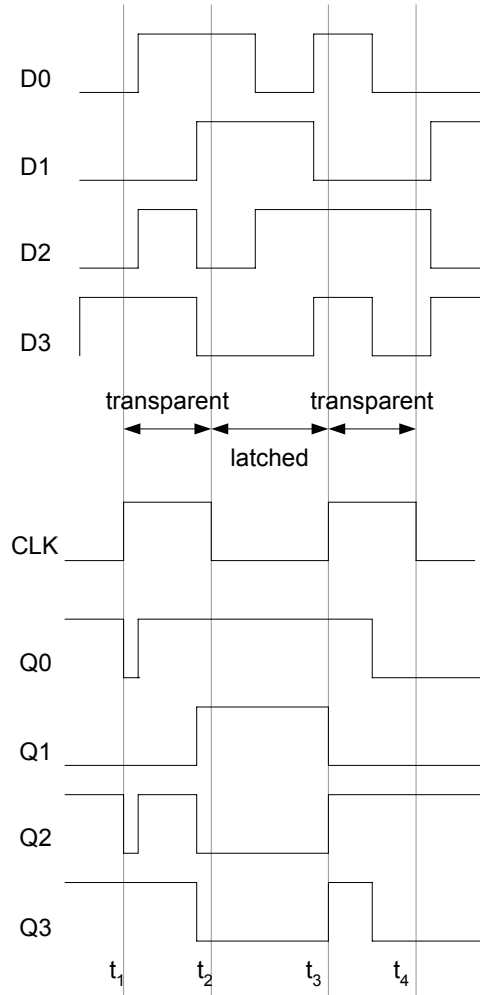 D0
D1
D2
D3
transparent transparent
latched
CLK
Q0
Q1
Q2
Q3
t1 t2 t3 t4